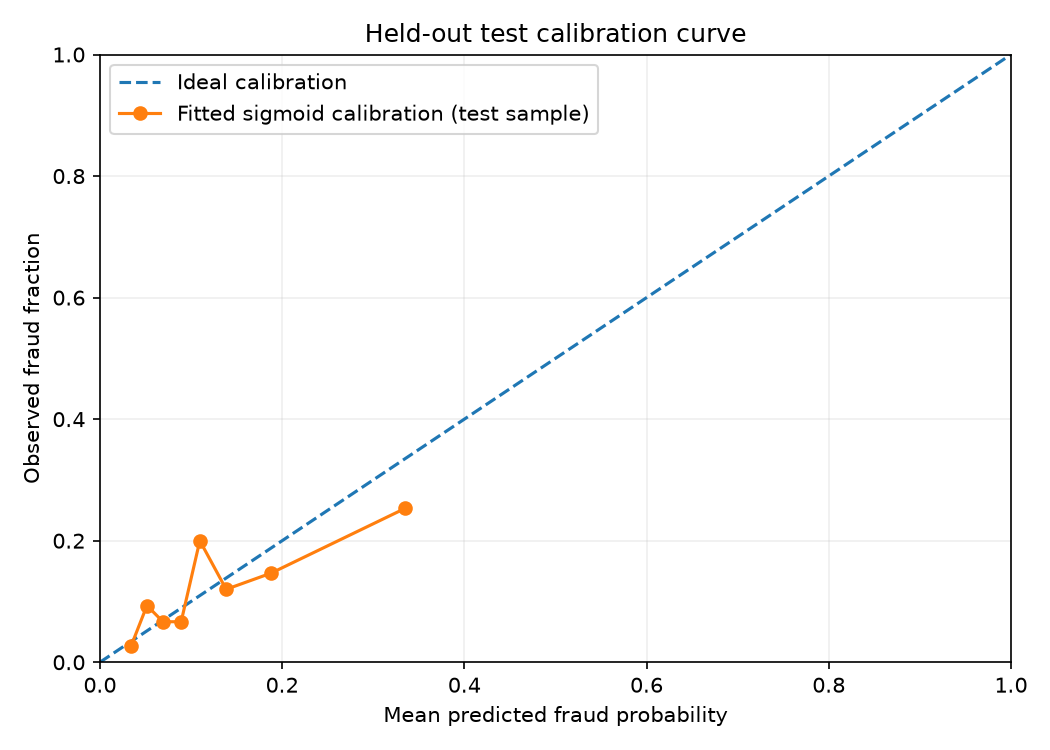 Held-out test calibration curve
Ideal calibration
Fitted sigmoid calibration (test sample)
Observed fraud fraction
1.0
0.8
0.6
0.4
0.2
0.0
0.0 0.2 0.4 0.6 0.8 1.0
Mean predicted fraud probability